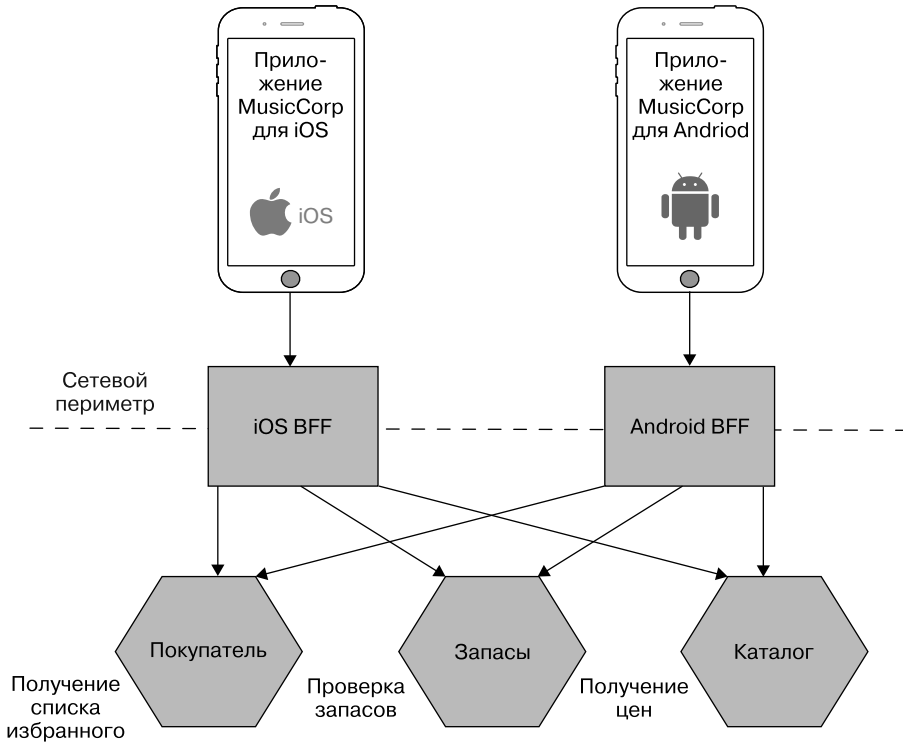 Прило-
жение
MusicCorp
для iOS
iOS
Прило-
жение
MusicCorp
для Andriod
Сетевой
периметр
iOS BFF
Android BFF
Покупатель
Получение
списка
избранного
Запасы
Проверка
запасов
Каталог
Получение
цен